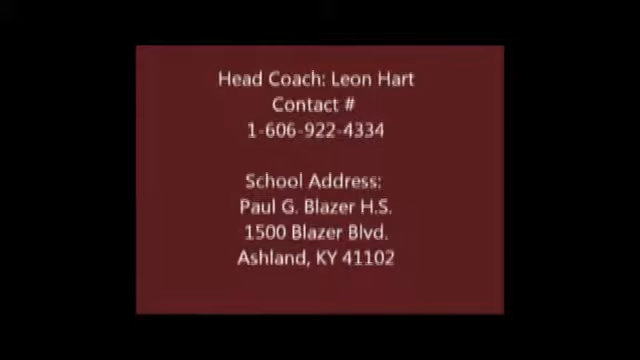 Head Coach: Leon Hart
Contact #
1-606-922-4334
School Address:
Paul G. Blazer H.S.
1500 Blazer Blvd.
Ashland, KY 41102